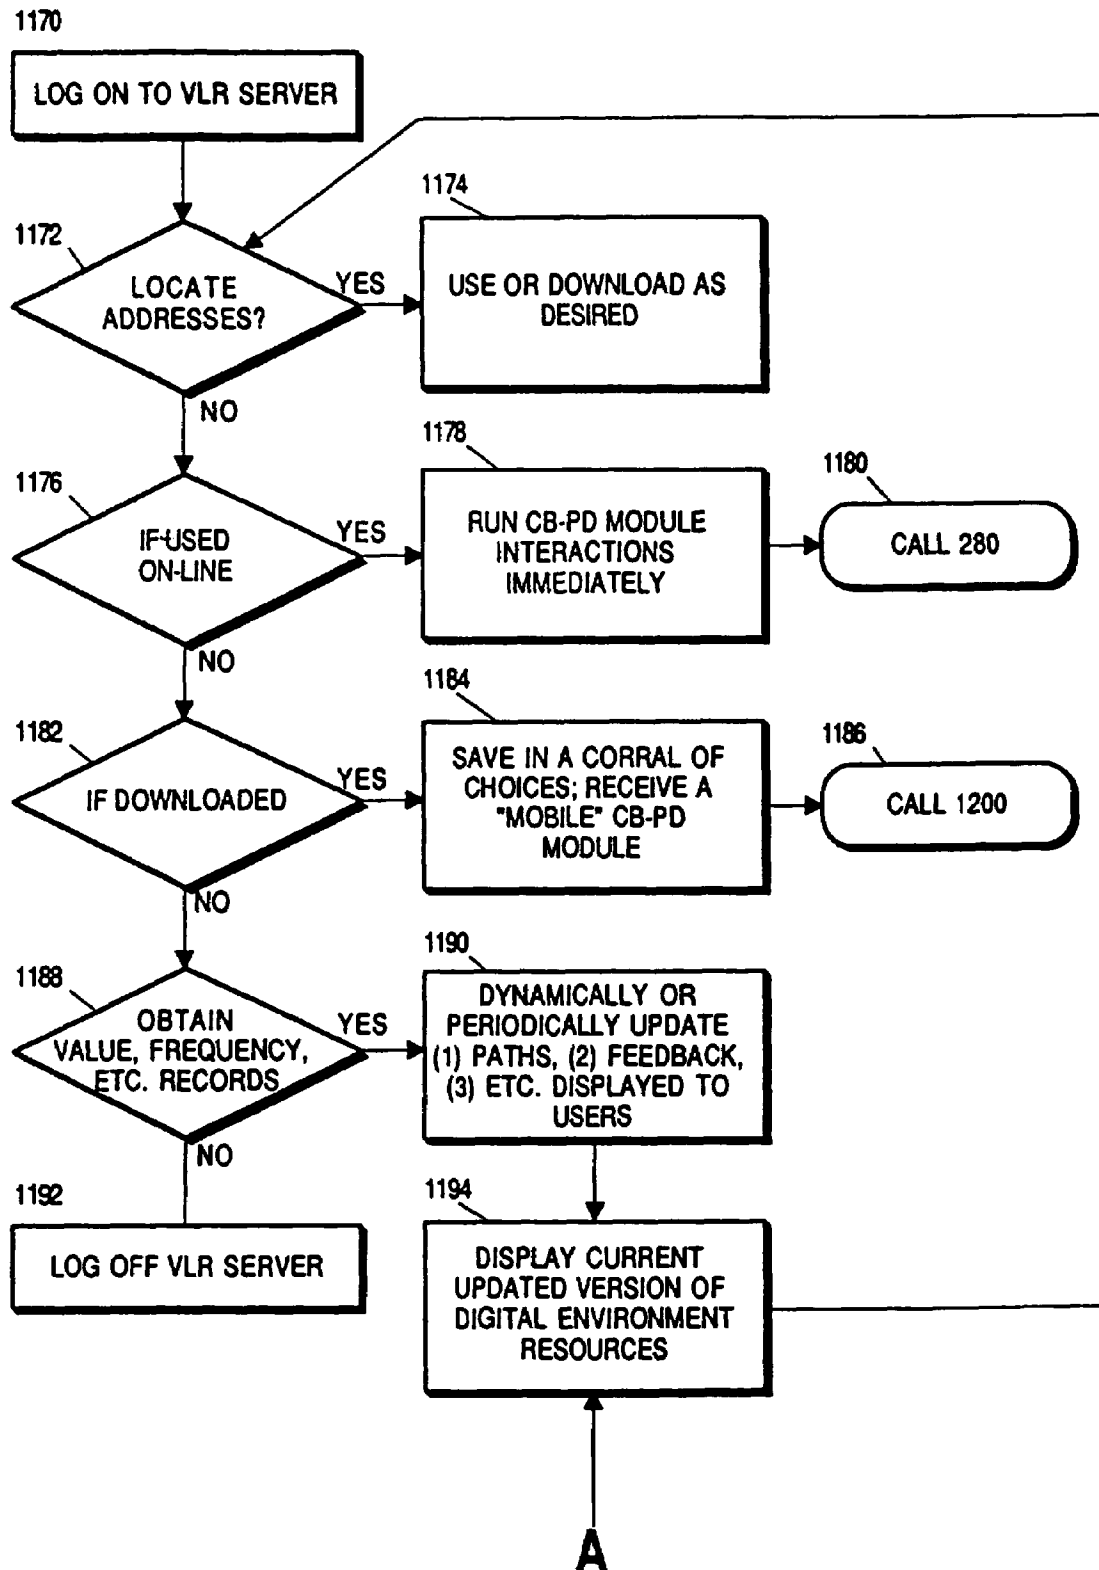 1170
LOG ON TO VLR SERVER
1172
LOCATE
ADDRESSES?
YES
NO
1174
USE OR DOWNLOAD AS
DESIRED
1176
IF-USED
ON-LINE
YES
NO
1178
RUN CB-PD MODULE
INTERACTIONS
IMMEDIATELY
1180
CALL 280
1182
IF DOWNLOADED
YES
NO
1184
SAVE IN A CORRAL OF
CHOICES; RECEIVE A
"MOBILE" CB-PD
MODULE
1186
CALL 1200
1188
OBTAIN
VALUE, FREQUENCY,
ETC. RECORDS
YES
NO
1190
DYNAMICALLY OR
PERIODICALLY UPDATE
(1) PATHS, (2) FEEDBACK,
(3) ETC. DISPLAYED TO
USERS
1192
LOG OFF VLR SERVER
1194
DISPLAY CURRENT
UPDATED VERSION OF
DIGITAL ENVIRONMENT
RESOURCES
A